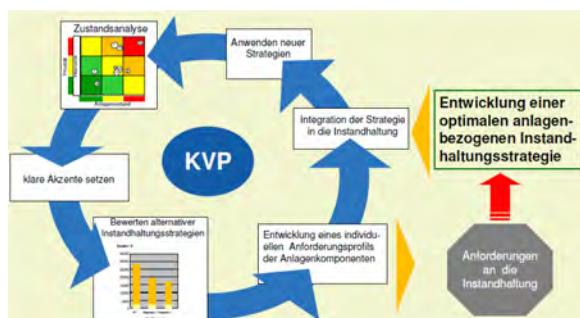 Zustandsanalyse
Anwenden neuer
Strategien
Integration der Strategie
in die Instandhaltung
Entwicklung einer
optimalen anlagen-
bezogenen Instand-
haltungsstrategie
KVP
klare Akzente setzen
Bewerten alternativer
Instandhaltungsstrategien
Entwicklung eines individu-
ellen Anforderungsprofils
der Anlagenkomponenten
Anforderungen
an die
Instandhaltung